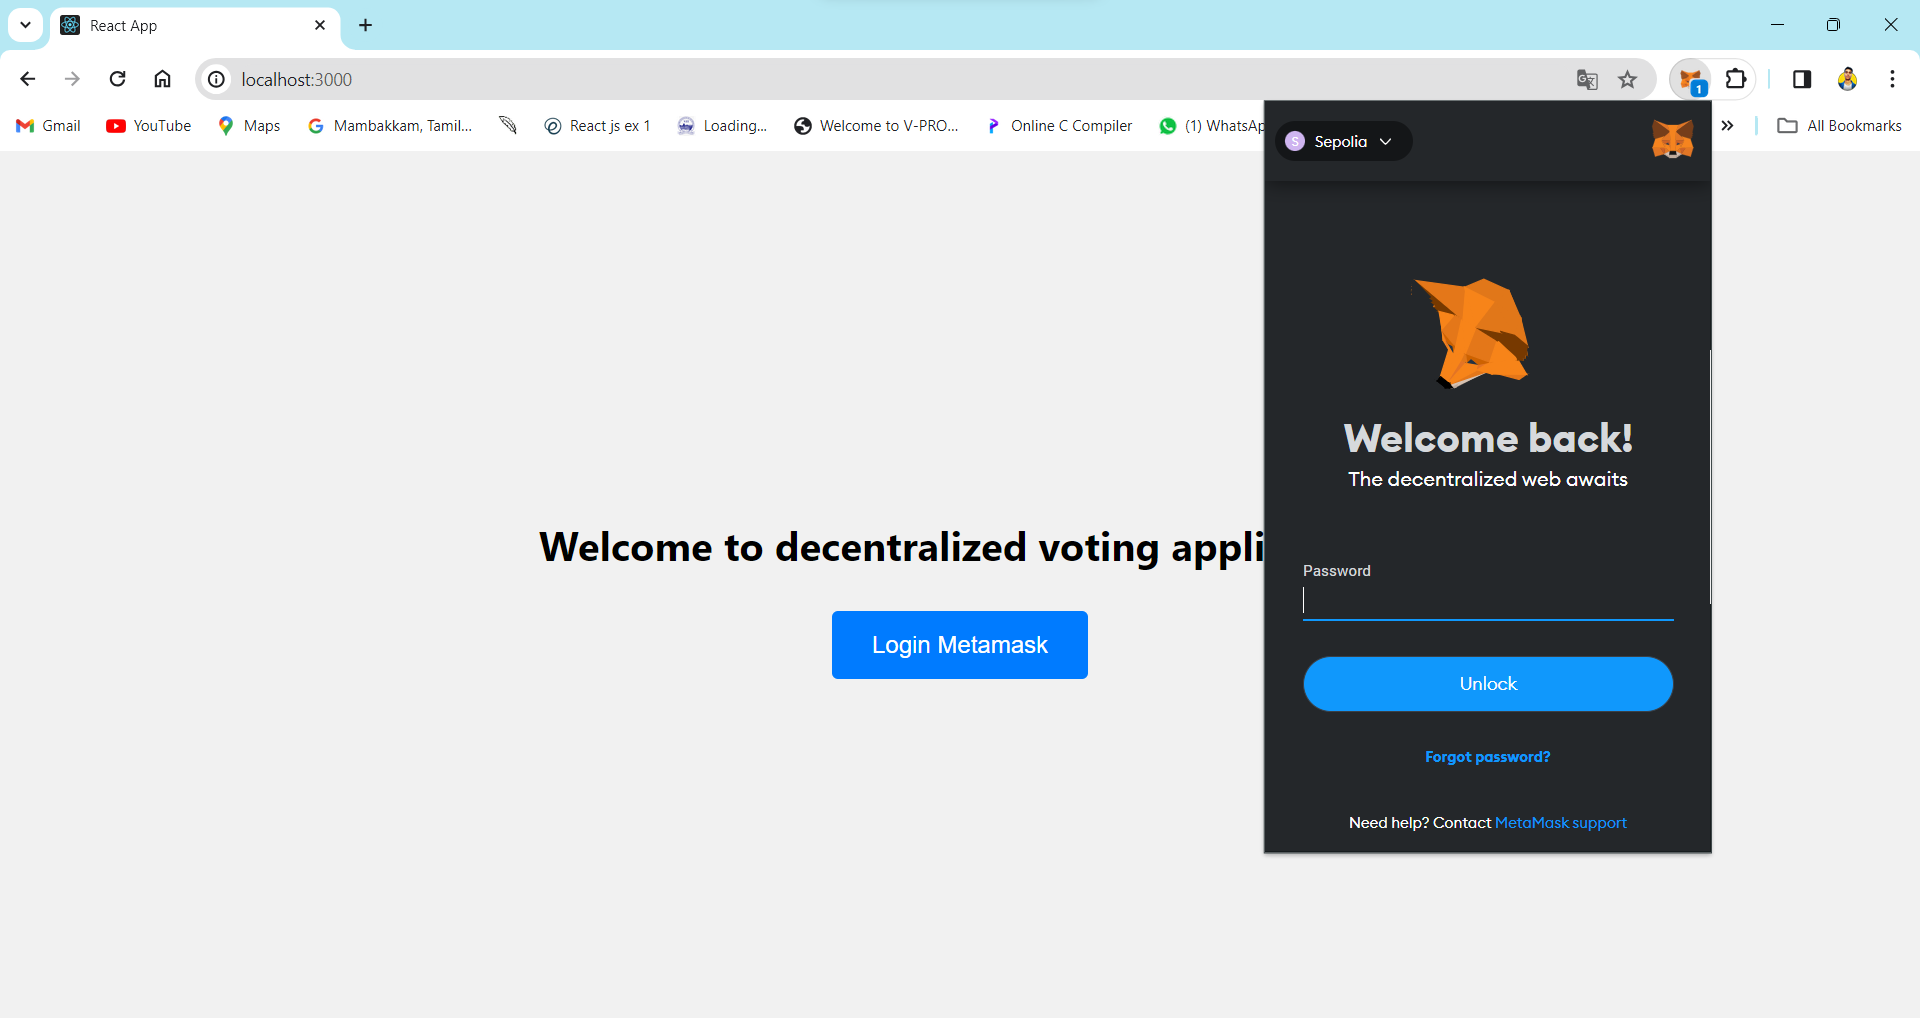 React App
localhost:3000
1
Gmail
YouTube
Maps
Mambakkam, Tamil...
React js ex 1
Loading...
Welcome to V-PRO...
Online C Compiler
(1) WhatsAp
All Bookmarks
S Sepolia
Welcome back!
The decentralized web awaits
Welcome to decentralized voting appli
Password
Login Metamask
Unlock
Forgot password?
Need help? Contact MetaMask support